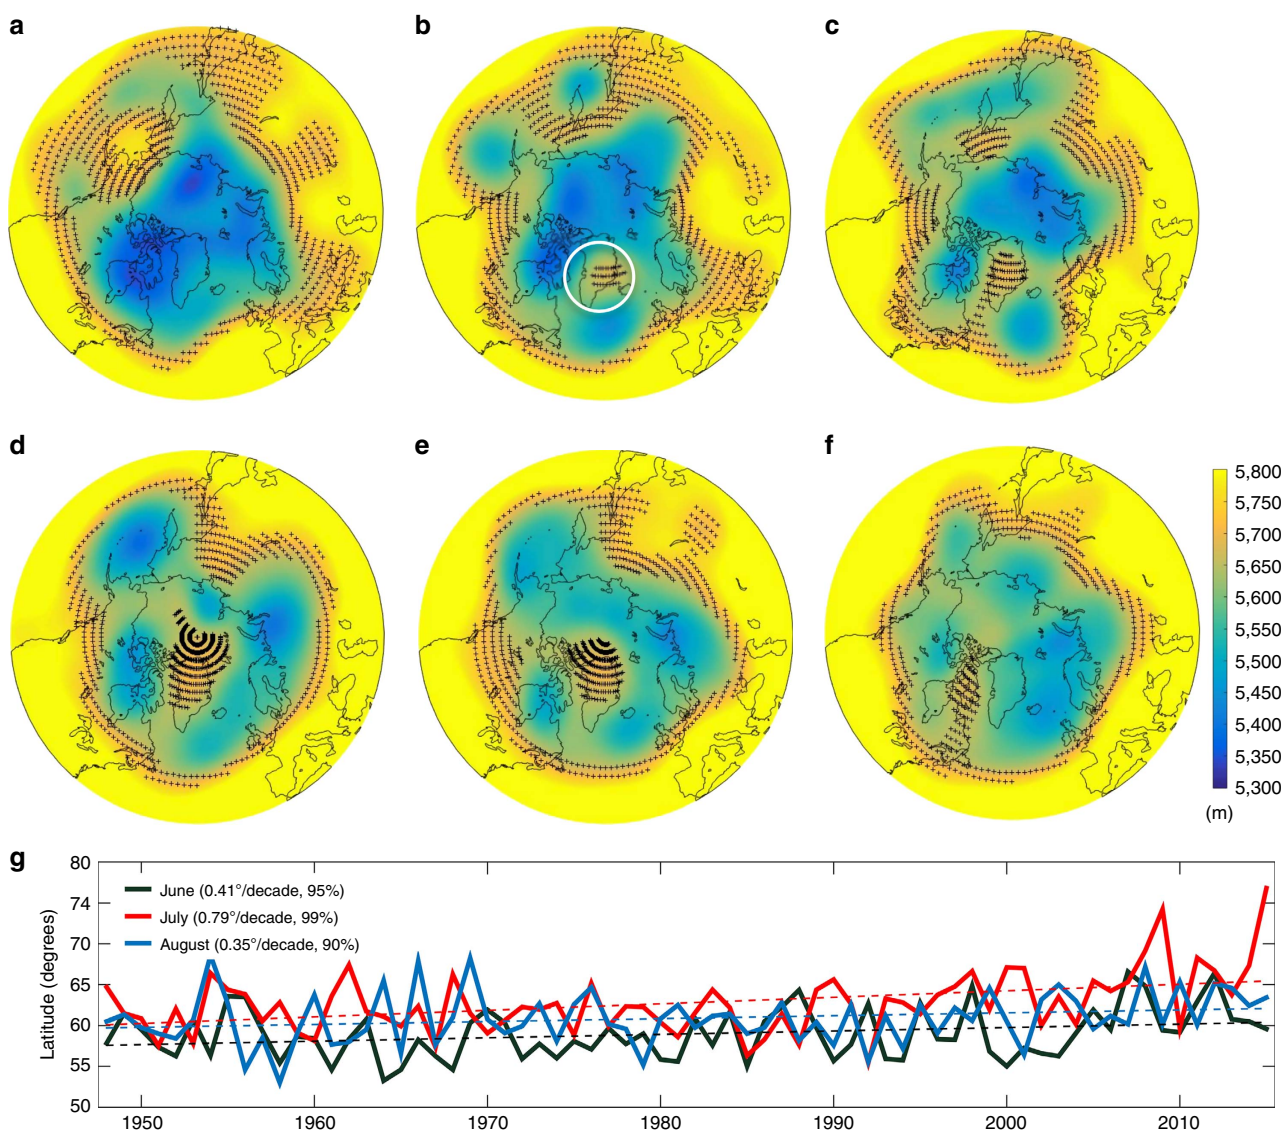 a
b
c
d
e
f
5,800
5,750
5,700
5,650
5,600
5,550
5,500
5,450
5,400
5,350
5,300
(m)
g
Latitude (degrees)
80
74
70
65
60
55
50
June (0.41°/decade, 95%)
July (0.79°/decade, 99%)
August (0.35°/decade, 90%)
1950 1960 1970 1980 1990 2000 2010